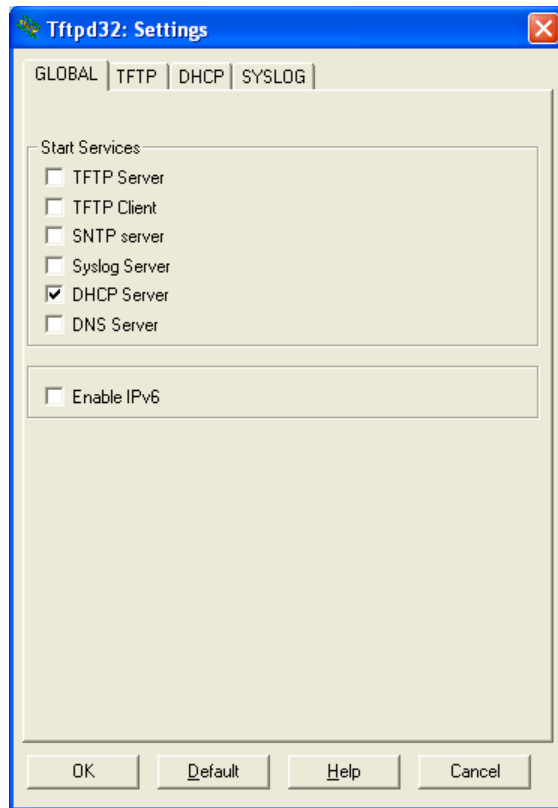 Tftpd32: Settings
GLOBAL TFTP DHCP SYSLOG
Start Services
TFTP Server
TFTP Client
SNTP server
Syslog Server
DHCP Server
DNS Server
Enable IPv6
OK Default Help Cancel